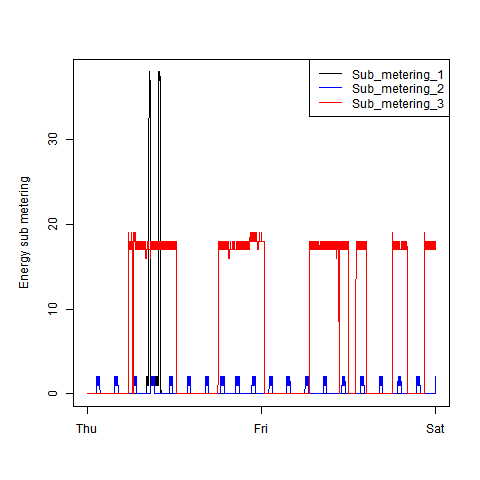 Sub_metering_1
Sub_metering_2
Sub_metering_3
Energy sub metering
30
20
10
0
Thu Fri Sat